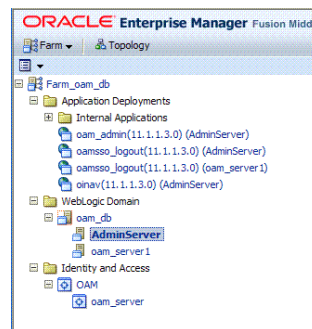 ORACLE Enterprise Manager Fusion Midd
Farm Topology
Farm_oam_db
Application Deployments
Internal Applications
oam_admin(11.1.1.3.0) (AdminServer)
oamsso_logout(11.1.1.3.0) (AdminServer)
oamsso_logout(11.1.1.3.0) (oam_server1)
oinav(11.1.1.3.0) (AdminServer)
WebLogic Domain
oam_db
AdminServer
oam_server1
Identity and Access
OAM
oam_server